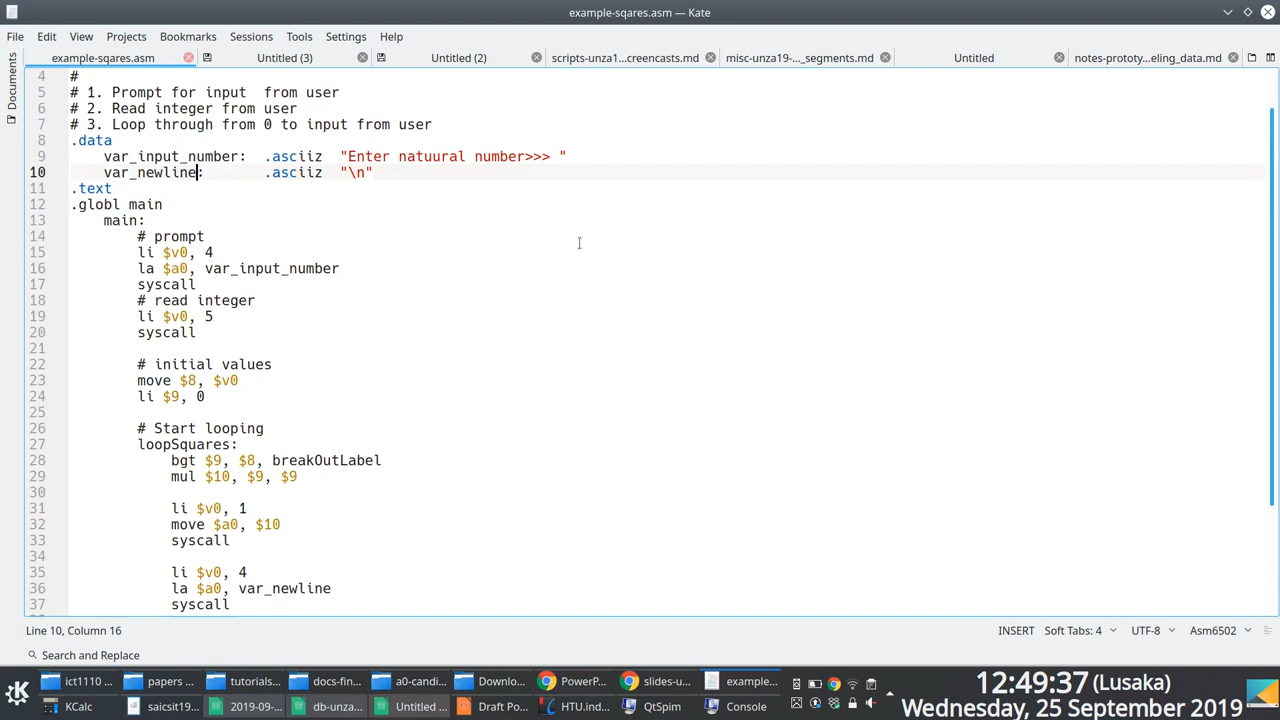 example-sqares.asm — Kate
File Edit View Projects Bookmarks Sessions Tools Settings Help
example-sqares.asm Untitled (3) Untitled (2) scripts-unza1...creencasts.md misc-unza19-..._segments.md Untitled notes-prototy...eling_data.md
Documents
4 #
5 # 1. Prompt for input  from user
6 # 2. Read integer from user
7 # 3. Loop through from 0 to input from user
8 .data
9 var_input_number:  .asciiz  "Enter natuural number>>> "
10 var_newline:       .asciiz  "\n"
11 .text
12 .globl main
13 main:
14 # prompt
15 li $v0, 4
16 la $a0, var_input_number
17 syscall
18 # read integer
19 li $v0, 5
20 syscall
21
22 # initial values
23 move $8, $v0
24 li $9, 0
25
26 # Start looping
27 loopSquares:
28 bgt $9, $8, breakOutLabel
29 mul $10, $9, $9
30
31 li $v0, 1
32 move $a0, $10
33 syscall
34
35 li $v0, 4
36 la $a0, var_newline
37 syscall
Line 10, Column 16 INSERT Soft Tabs: 4 UTF-8 Asm6502
Search and Replace
ict1110 ... papers ... tutorials... docs-fin... a0-candi... Downlo... PowerP... slides-u... example... 12:49:37 (Lusaka)
KCalc saicsit19... 2019-09-... db-unza... Untitled ... Draft Po... HTU.ind... QtSpim Console Wednesday, 25 September 2019